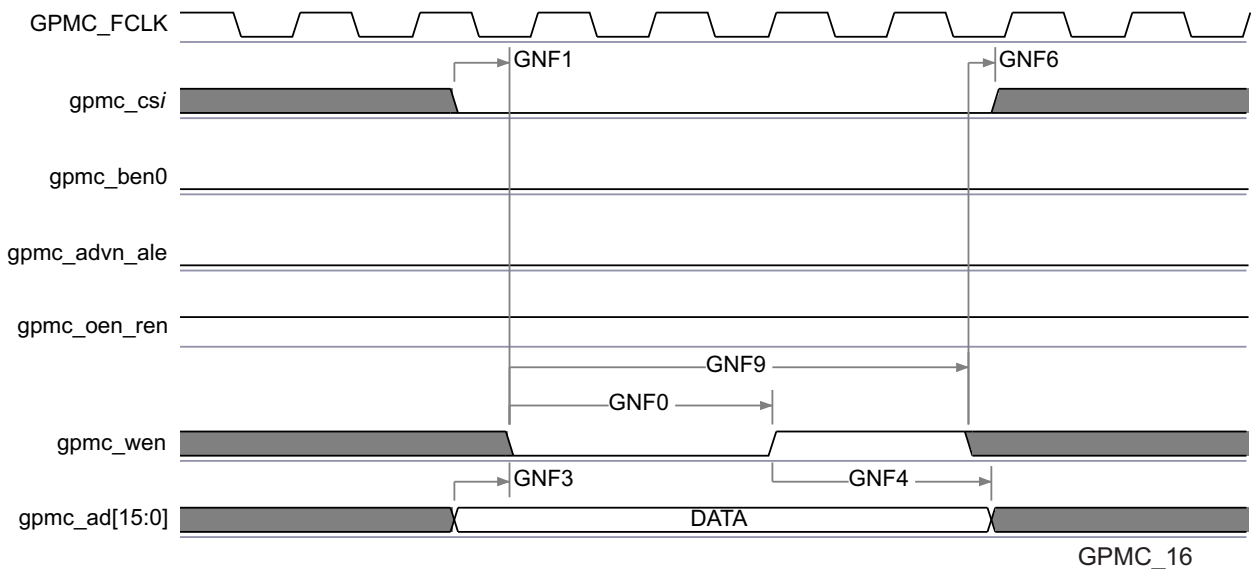 GPMC_FCLK
GNF1
GNF6
gpmc_csi
gpmc_ben0
gpmc_advn_ale
gpmc_oen_ren
GNF9
GNF0
gpmc_wen
GNF3
GNF4
gpmc_ad[15:0]
DATA
GPMC_16